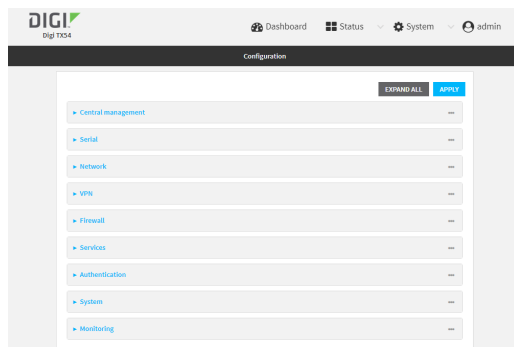 DIGI
Digi TX54
Dashboard Status System admin
Configuration
EXPAND ALL APPLY
Central management
Serial
Network
VPN
Firewall
Services
Authentication
System
Monitoring